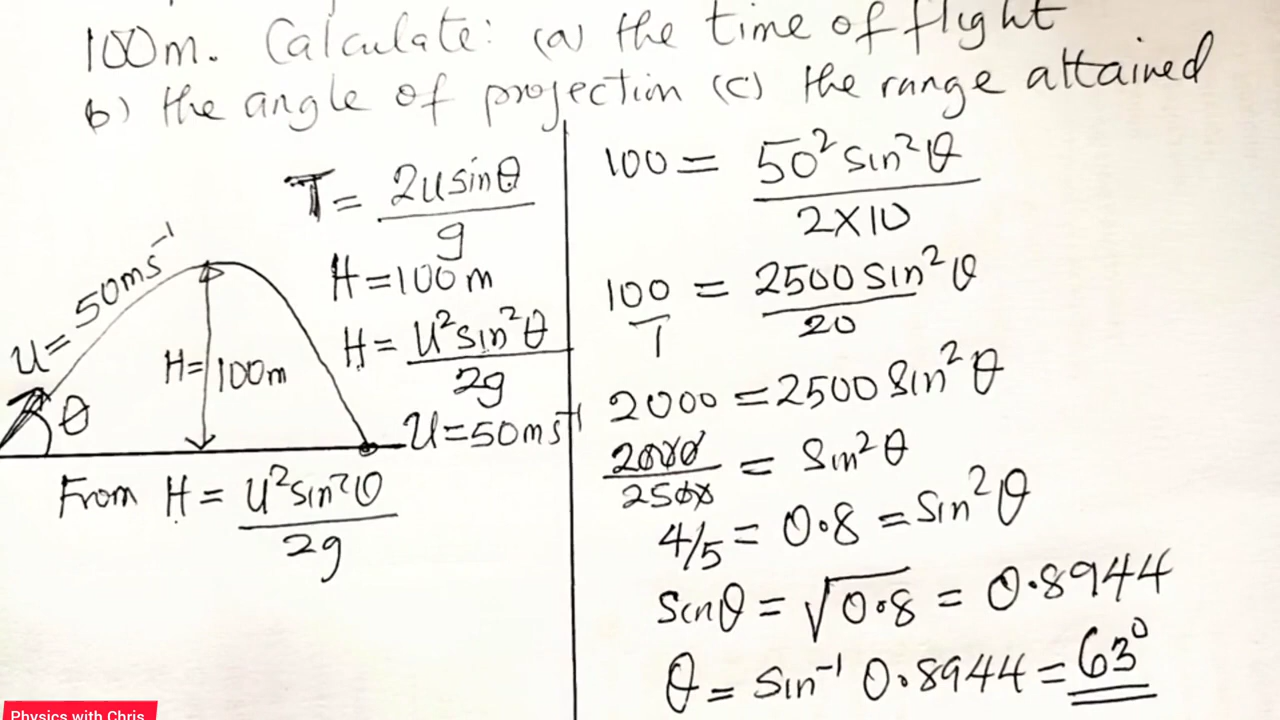 100m. Calculate: (a) the time of flight
b) the angle of projection (c) the range attained
T = 2usinθ
g
H = 100m
H = U²sin²θ
2g
U = 50ms⁻¹
U = 50ms⁻¹
H = 100m
θ
From H = U²sin²θ
2g
100 = 50² sin²θ
2 × 10
100 = 2500 sin²θ
1 20
2000 = 2500 Sin²θ
2000 = Sin²θ
2500
4/5 = 0.8 = Sin²θ
sinθ = √0.8 = 0.8944
θ = Sin⁻¹ 0.8944 = 63⁰
Physics with Chris